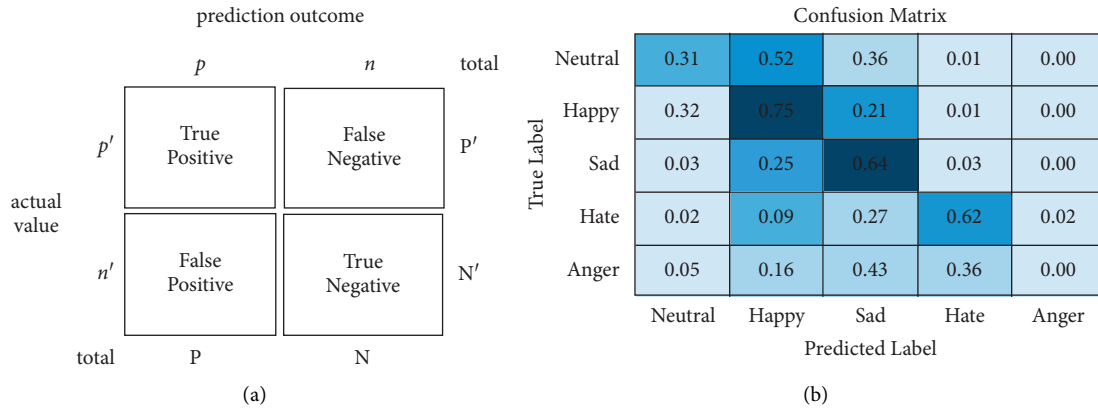 prediction outcome
p n total
p′ True Positive False Negative P′
actual value
n′ False Positive True Negative N′
total P N
(a)
Confusion Matrix
True Label
Neutral 0.31 0.52 0.36 0.01 0.00
Happy 0.32 0.75 0.21 0.01 0.00
Sad 0.03 0.25 0.64 0.03 0.00
Hate 0.02 0.09 0.27 0.62 0.02
Anger 0.05 0.16 0.43 0.36 0.00
Neutral Happy Sad Hate Anger
Predicted Label
(b)